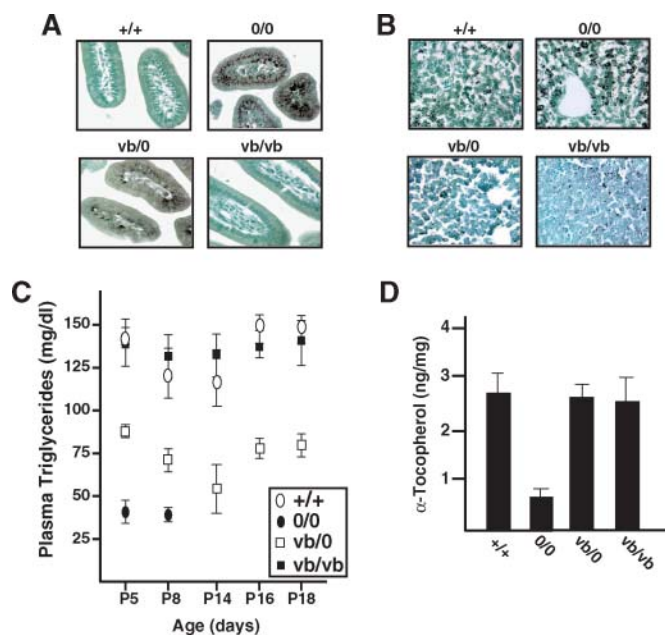 A
+/+
0/0
vb/0
vb/vb
B
+/+
0/0
vb/0
vb/vb
C
Plasma Triglycerides (mg/dl)
150
125
100
75
50
25
P5 P8 P14 P16 P18
Age (days)
+/+
0/0
vb/0
vb/vb
D
α-Tocopherol (ng/mg)
4
3
2
1
+/+ 0/0 vb/0 vb/vb